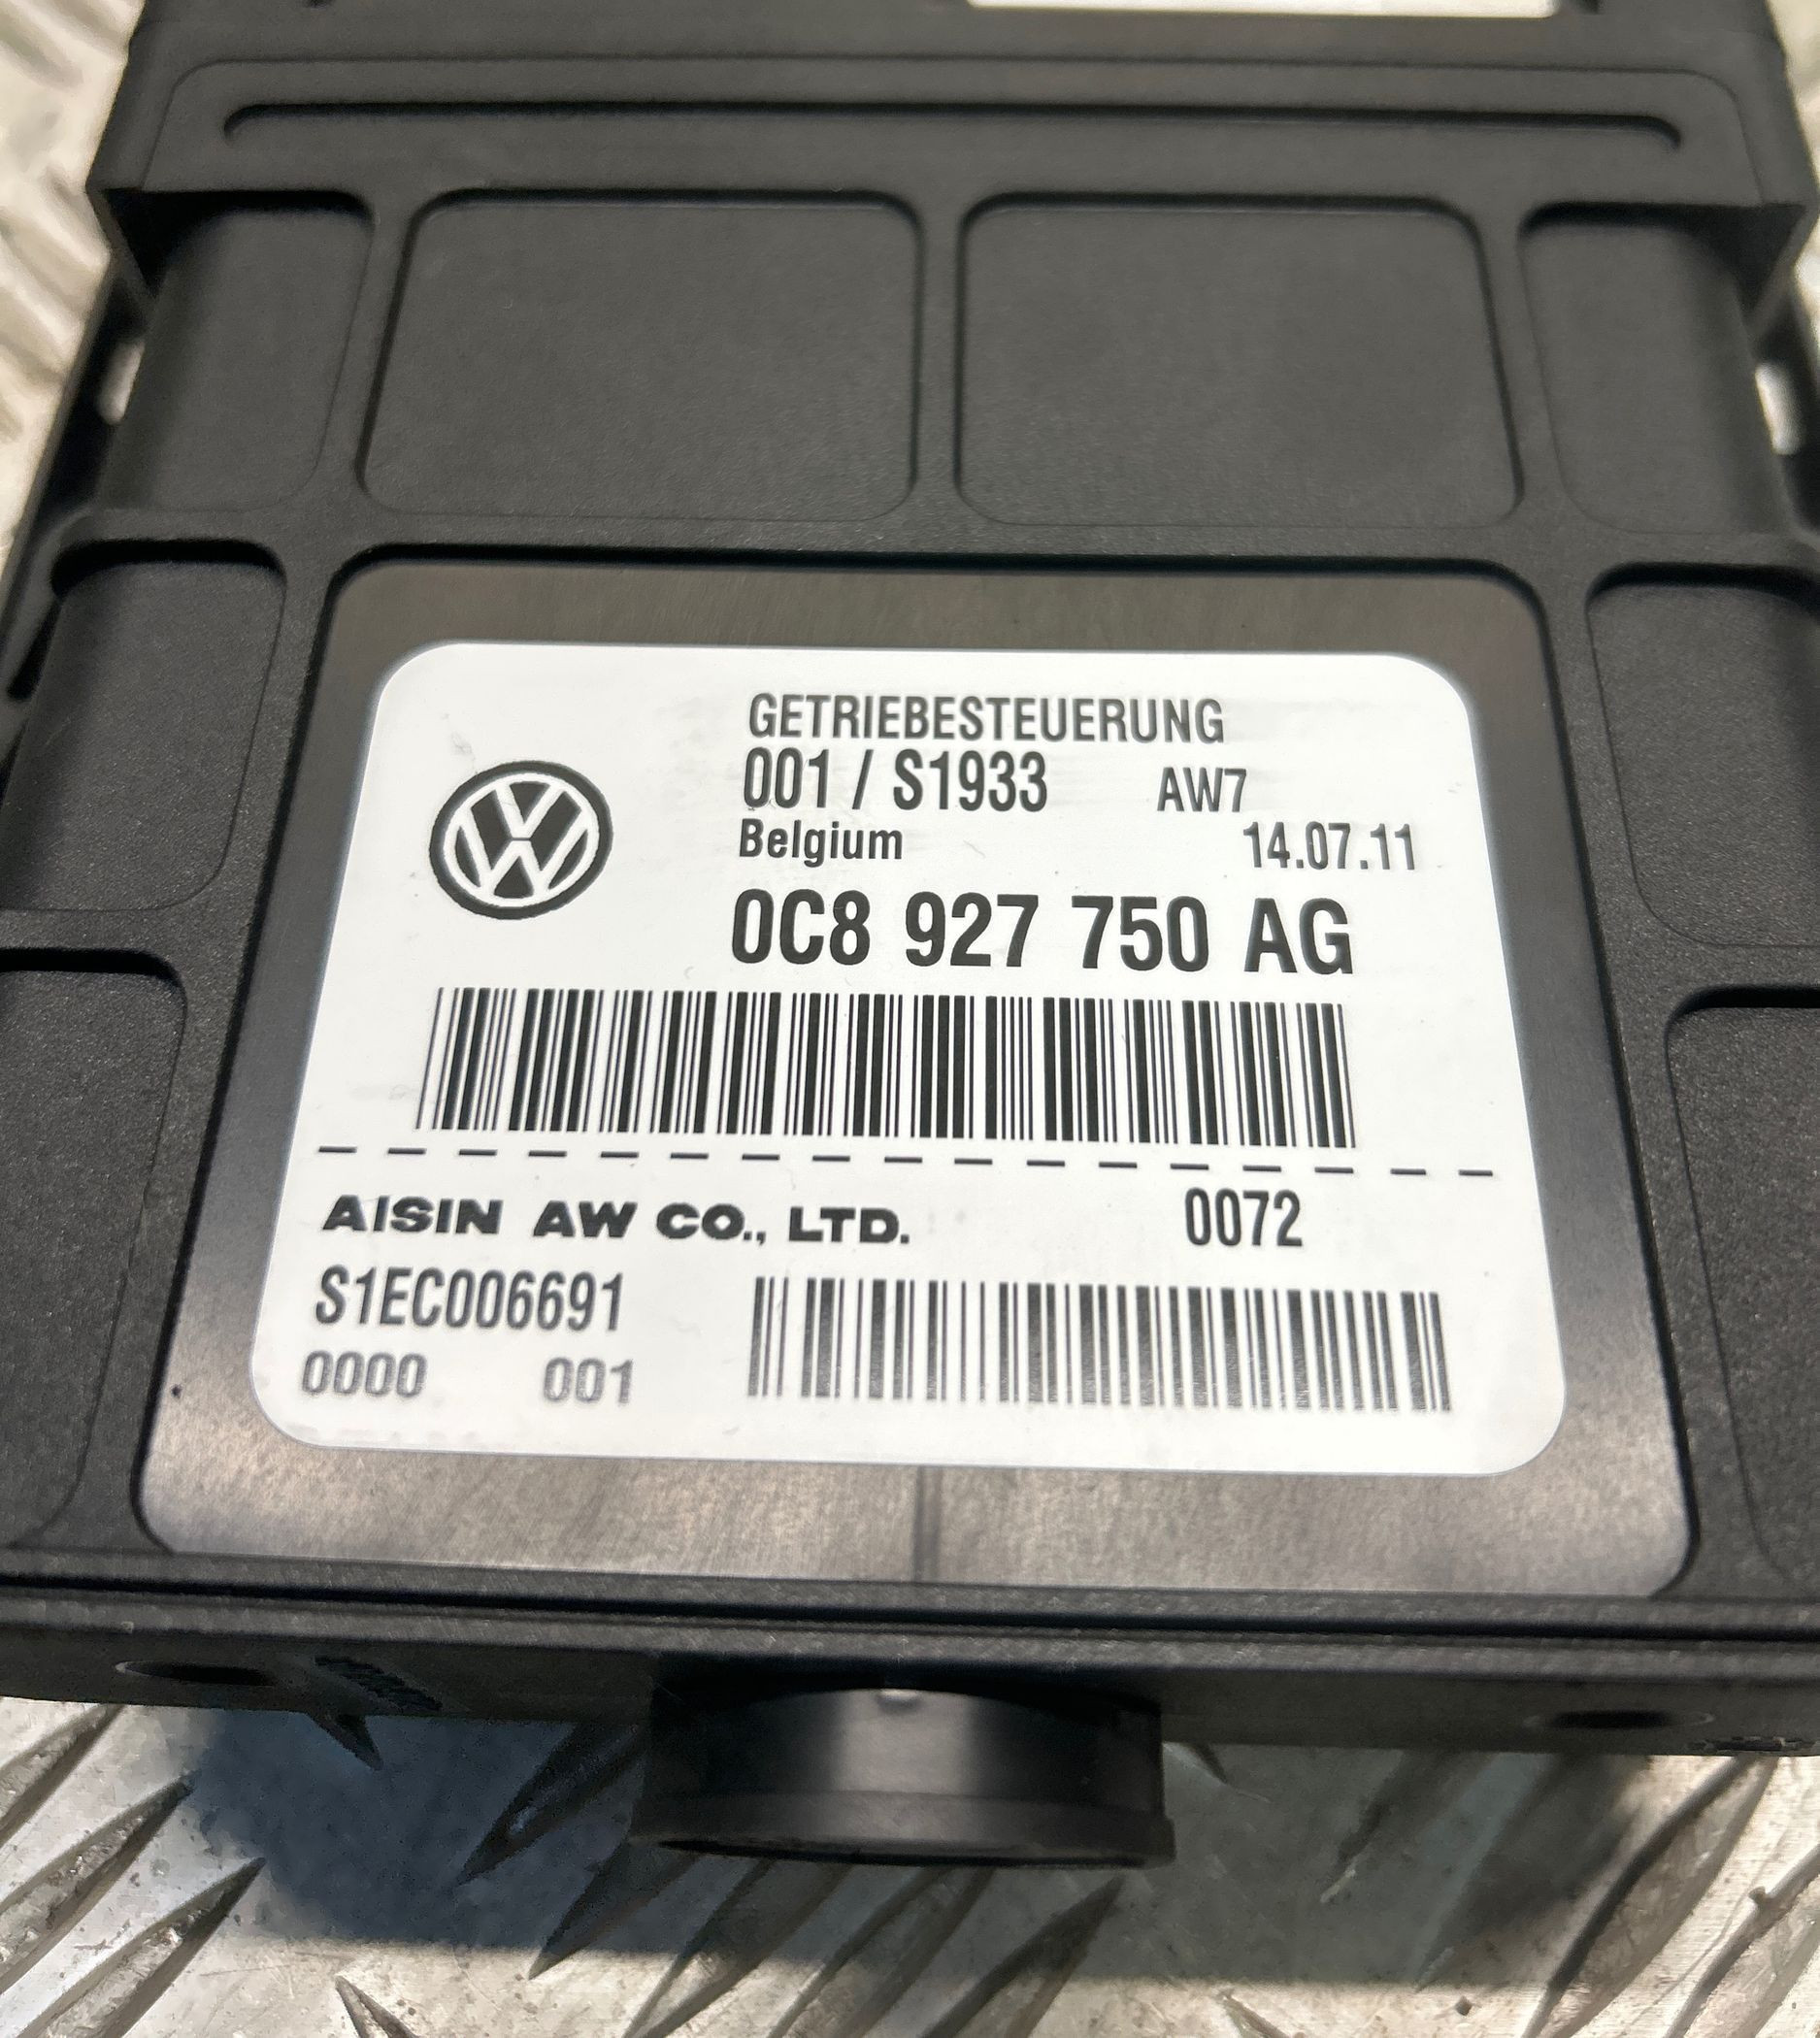 GETRIEBESTEUERUNG
001 / S1933 AW7
Belgium 14.07.11
0C8 927 750 AG
AISIN AW CO., LTD. 0072
S1EC006691
0000 001